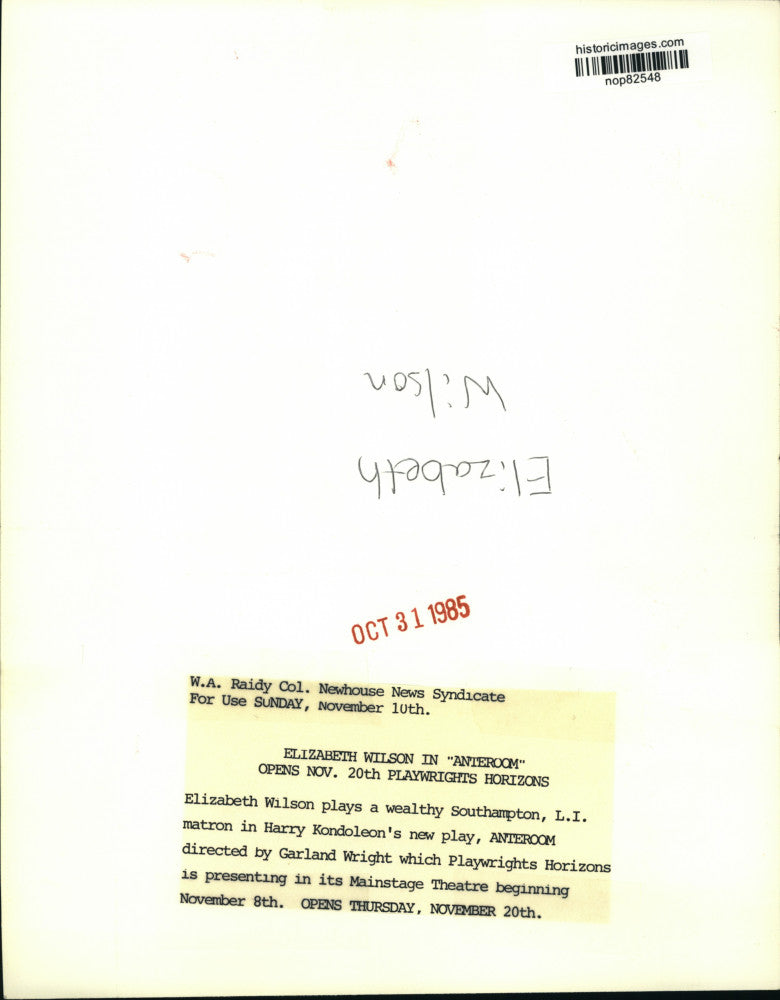 historicimages.com
nop82548
Elizabeth
Wilson
OCT 31 1985
W.A. Raidy Col. Newhouse News Syndicate
For Use SUNDAY, November 10th.
ELIZABETH WILSON IN "ANTEROOM"
OPENS NOV. 20th PLAYWRIGHTS HORIZONS
Elizabeth Wilson plays a wealthy Southampton, L.I.
matron in Harry Kondoleon's new play, ANTEROOM
directed by Garland Wright which Playwrights Horizons
is presenting in its Mainstage Theatre beginning
November 8th. OPENS THURSDAY, NOVEMBER 20th.